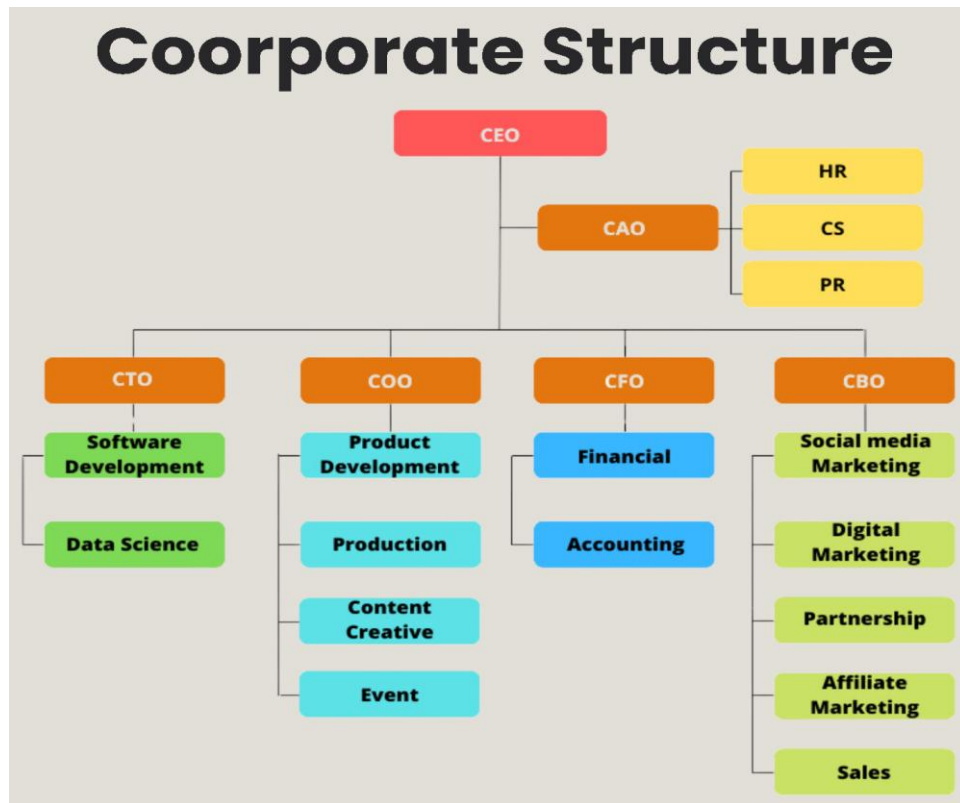 Coorporate Structure
CEO
HR
CAO
CS
PR
CTO
COO
CFO
CBO
Software
Development
Product
Development
Financial
Social media
Marketing
Data Science
Production
Accounting
Digital
Marketing
Content
Creative
Partnership
Event
Affiliate
Marketing
Sales